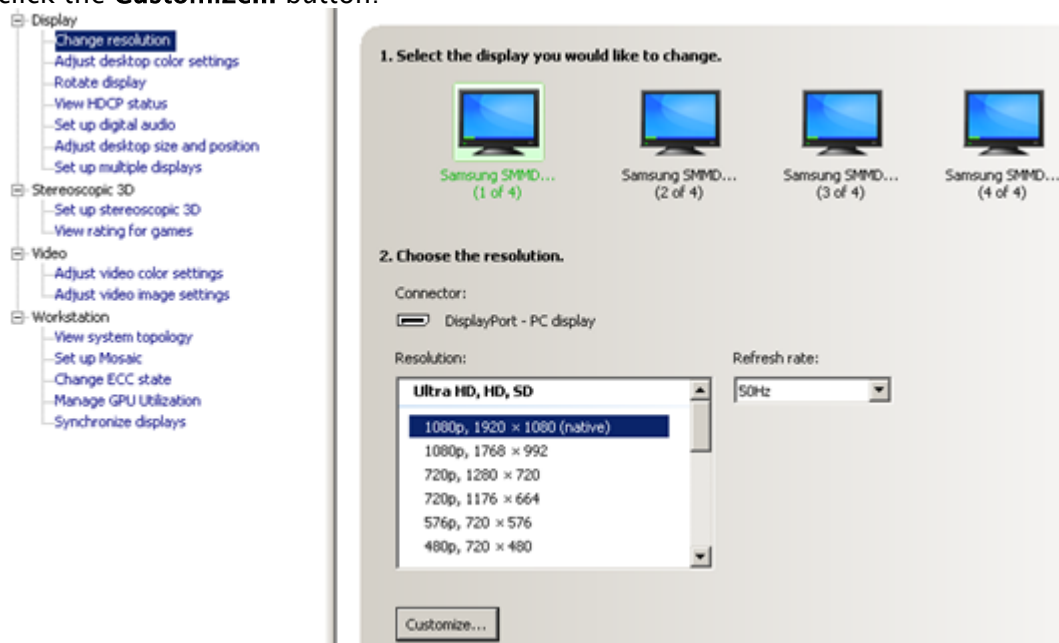 click the Customize... button.
Display
Change resolution
Adjust desktop color settings
Rotate display
View HDCP status
Set up digital audio
Adjust desktop size and position
Set up multiple displays
Stereoscopic 3D
Set up stereoscopic 3D
View rating for games
Video
Adjust video color settings
Adjust video image settings
Workstation
View system topology
Set up Mosaic
Change ECC state
Manage GPU Utilization
Synchronize displays
1. Select the display you would like to change.
Samsung SMMD... Samsung SMMD... Samsung SMMD... Samsung SMMD...
(1 of 4) (2 of 4) (3 of 4) (4 of 4)
2. Choose the resolution.
Connector:
DisplayPort - PC display
Resolution: Refresh rate:
Ultra HD, HD, SD 50Hz
1080p, 1920 × 1080 (native)
1080p, 1768 × 992
720p, 1280 × 720
720p, 1176 × 664
576p, 720 × 576
480p, 720 × 480
Customize...